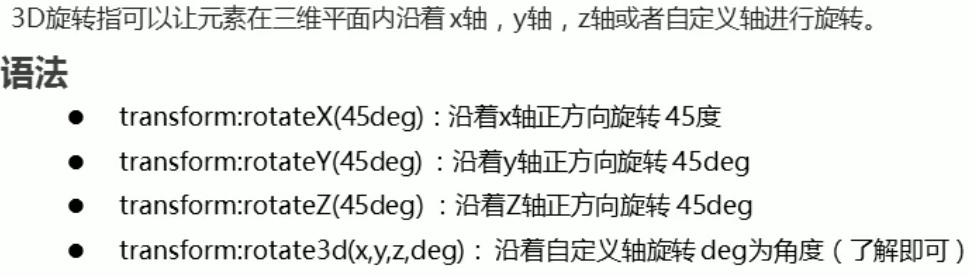 3D旋转指可以让元素在三维平面内沿着 x轴，y轴，z轴或者自定义轴进行旋转。
语法
● transform:rotateX(45deg)：沿着x轴正方向旋转 45度
● transform:rotateY(45deg) ：沿着y轴正方向旋转 45deg
● transform:rotateZ(45deg) ：沿着Z轴正方向旋转 45deg
● transform:rotate3d(x,y,z,deg)： 沿着自定义轴旋转 deg为角度（了解即可）